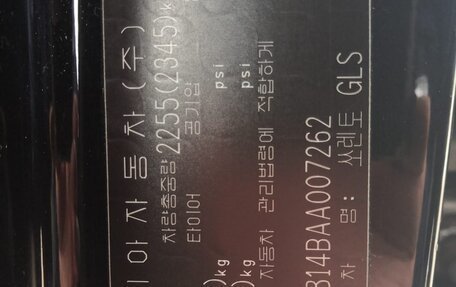 아자동차(주)
차량총중량 2255(2345)k
타이어 공기압
kg psi
kg psi
자동차 관리법령에 적합하게
B14BAA007262
차 명: 쏘렌토 GLS